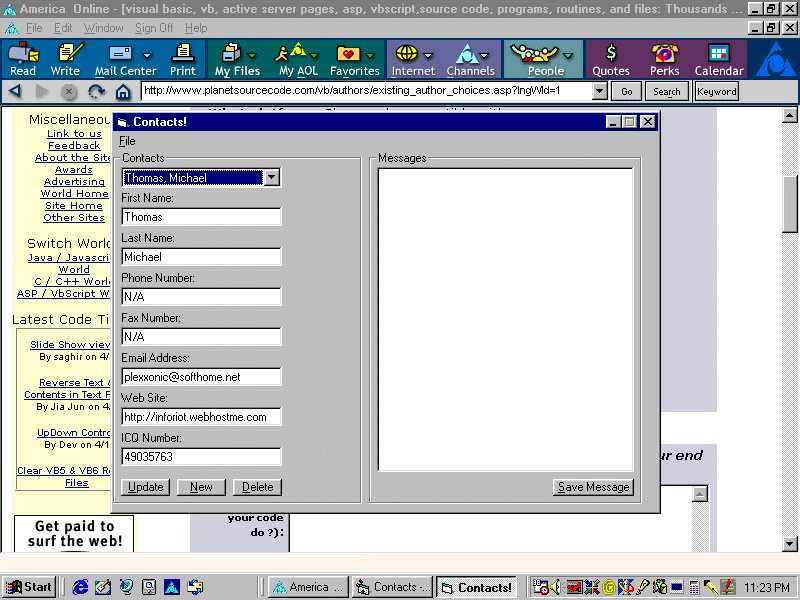 America Online - [visual basic, vb, active server pages, asp, vbscript,source code, programs, routines, and files: Thousands ...
File Edit Window Sign Off Help
Read Write Mail Center Print My Files My AOL Favorites Internet Channels People Quotes Perks Calendar
http://www.planetsourcecode.com/vb/authors/existing_author_choices.asp?lngWId=1 Go Search Keyword
Miscellaneou
Link to us
Feedback
About the Site
Awards
Advertising
World Home
Site Home
Other Sites
Switch World
Java / Javascri
World
C / C++ Worl
ASP / VbScript W
Latest Code Ti
Slide Show view
By saghir on 4/
Reverse Text &
Contents in Text F
By Jia Jun on 4/
UpDown Contro
By Dev on 4/1
Clear VB5 & VB6 Re
Files
Get paid to
surf the web!
Contacts!
File
Contacts
Thomas, Michael
First Name:
Thomas
Last Name:
Michael
Phone Number:
N/A
Fax Number:
N/A
Email Address:
plexxonic@softhome.net
Web Site:
http://inforiot.webhostme.com
ICQ Number:
49035763
Update New Delete
Messages
Save Message
ur end
your code
do ?):
Start America ... Contacts -... Contacts! 11:23 PM